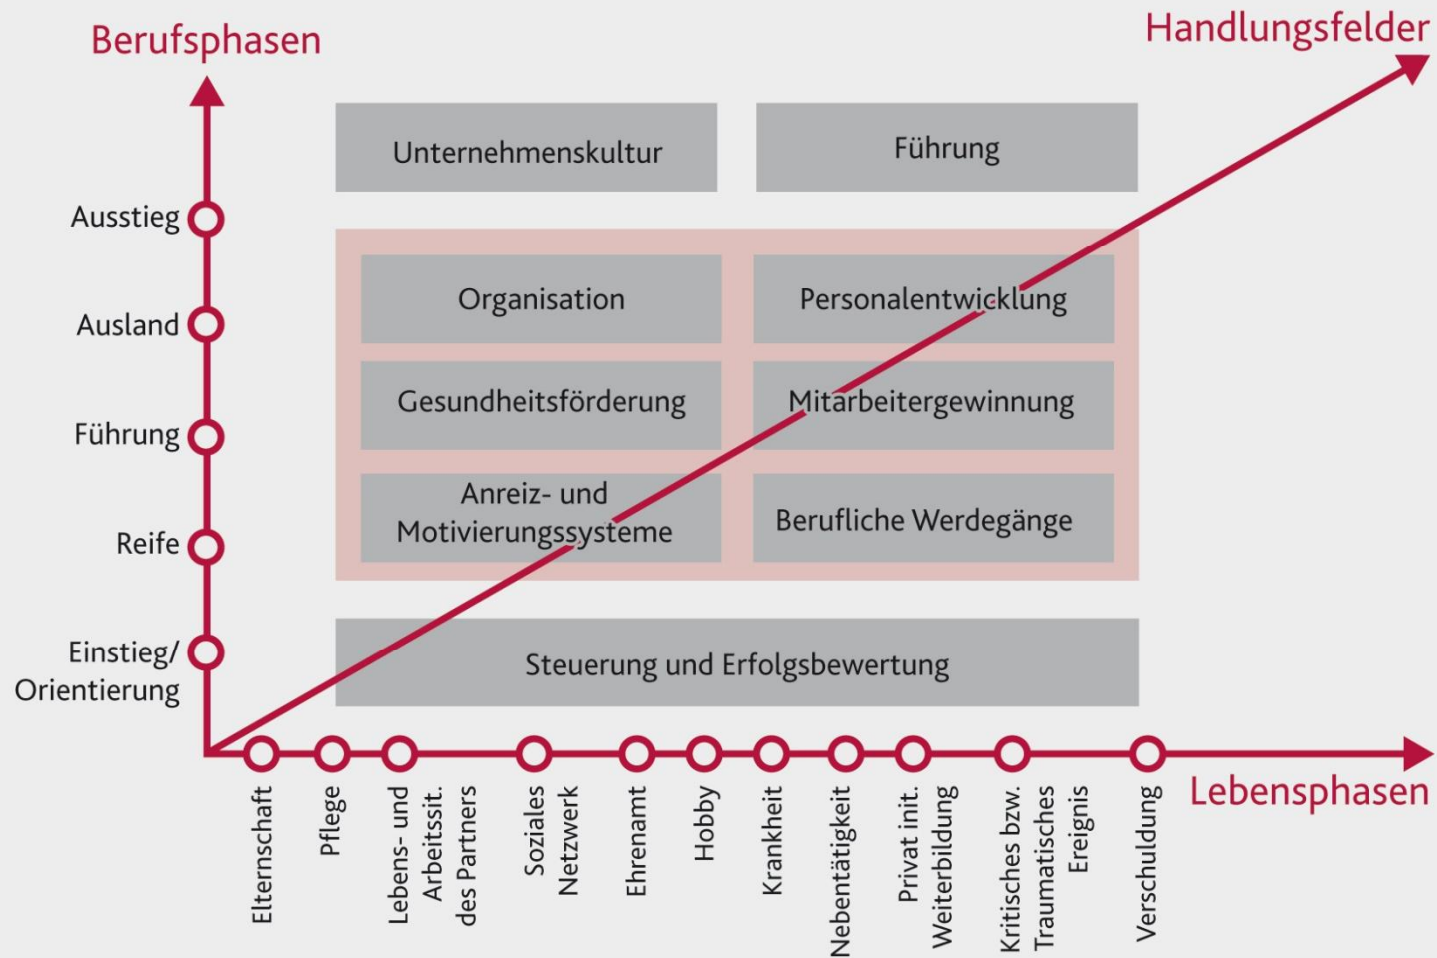 Berufsphasen
Handlungsfelder
Unternehmenskultur
Führung
Ausstieg
Organisation
Personalentwicklung
Ausland
Gesundheitsförderung
Mitarbeitergewinnung
Führung
Anreiz- und
Motivierungssysteme
Berufliche Werdegänge
Reife
Einstieg/
Orientierung
Steuerung und Erfolgsbewertung
Lebensphasen
Elternschaft
Pflege
Lebens- und
Arbeitssit.
des Partners
Soziales
Netzwerk
Ehrenamt
Hobby
Krankheit
Nebentätigkeit
Privat init.
Weiterbildung
Kritisches bzw.
Traumatisches
Ereignis
Verschuldung